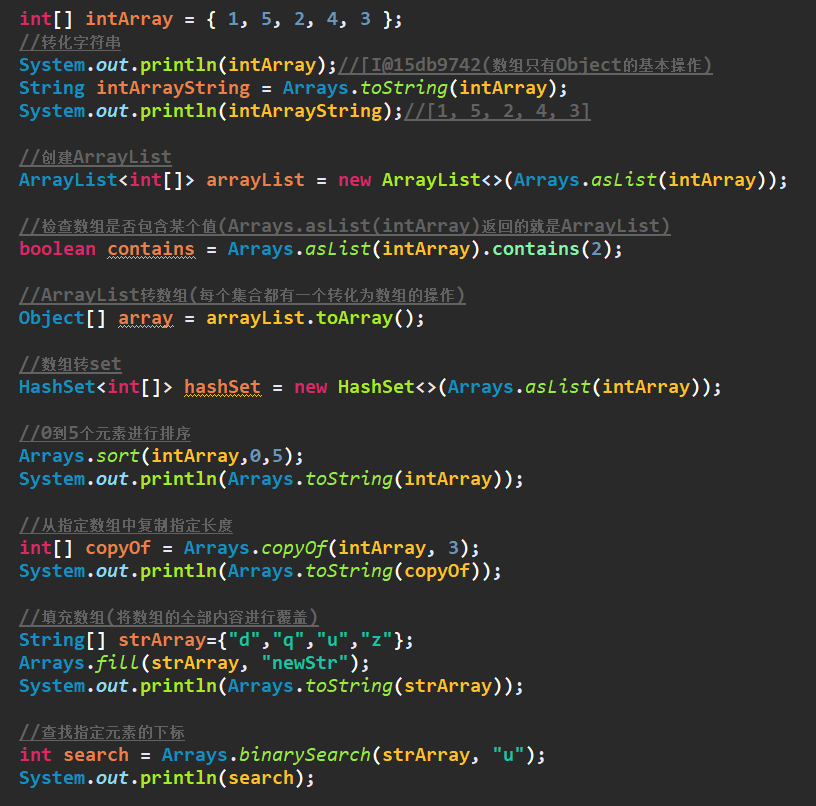 int[] intArray = { 1, 5, 2, 4, 3 };
//转化字符串
System.out.println(intArray);//[I@15db9742(数组只有Object的基本操作)
String intArrayString = Arrays.toString(intArray);
System.out.println(intArrayString);//[1, 5, 2, 4, 3]
//创建ArrayList
ArrayList<int[]> arrayList = new ArrayList<>(Arrays.asList(intArray));
//检查数组是否包含某个值(Arrays.asList(intArray)返回的就是ArrayList)
boolean contains = Arrays.asList(intArray).contains(2);
//ArrayList转数组(每个集合都有一个转化为数组的操作)
Object[] array = arrayList.toArray();
//数组转set
HashSet<int[]> hashSet = new HashSet<>(Arrays.asList(intArray));
//0到5个元素进行排序
Arrays.sort(intArray,0,5);
System.out.println(Arrays.toString(intArray));
//从指定数组中复制指定长度
int[] copyOf = Arrays.copyOf(intArray, 3);
System.out.println(Arrays.toString(copyOf));
//填充数组(将数组的全部内容进行覆盖)
String[] strArray={"d","q","u","z"};
Arrays.fill(strArray, "newStr");
System.out.println(Arrays.toString(strArray));
//查找指定元素的下标
int search = Arrays.binarySearch(strArray, "u");
System.out.println(search);